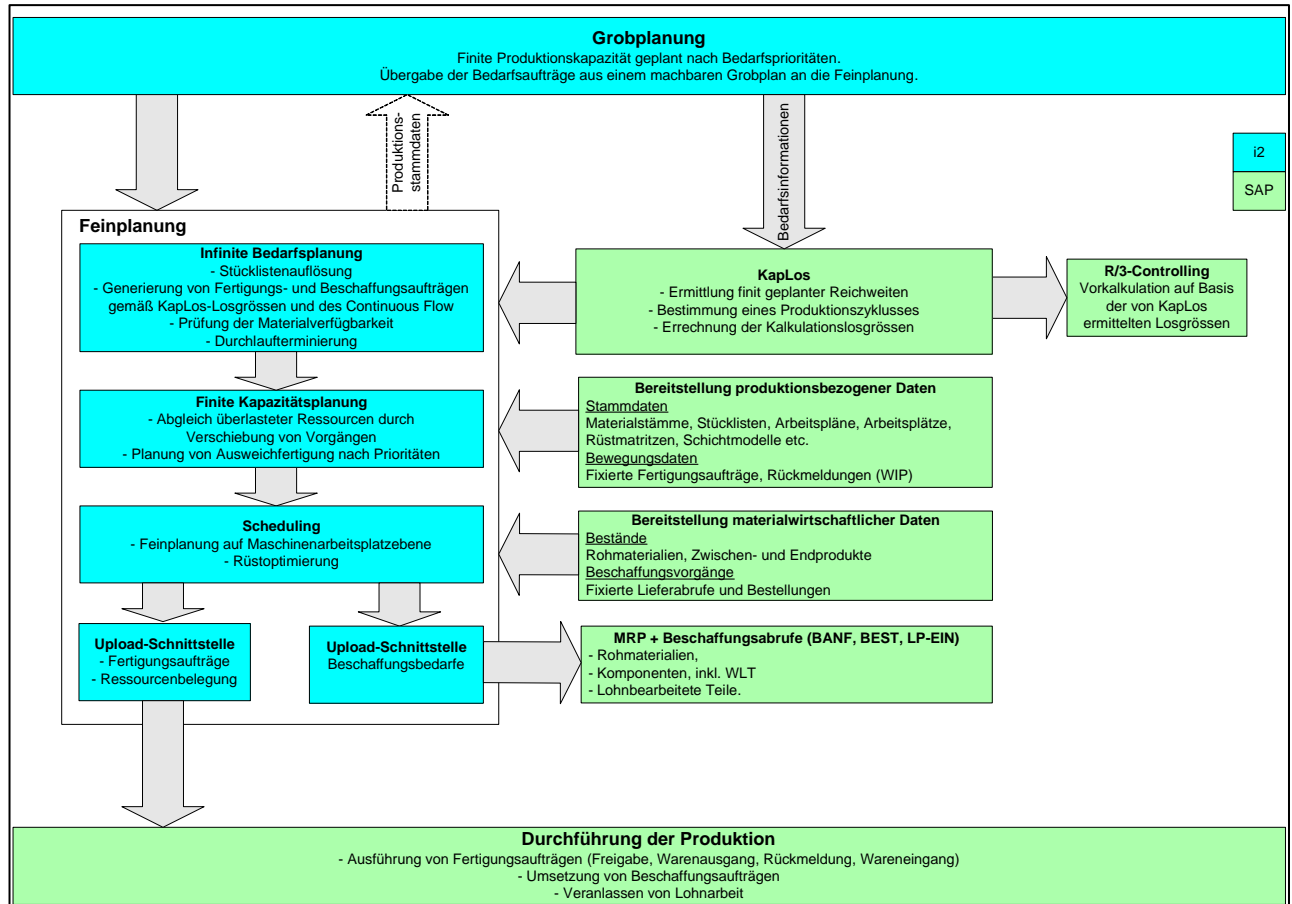 Grobplanung
Finite Produktionskapazität geplant nach Bedarfsprioritäten.
Übergabe der Bedarfsaufträge aus einem machbaren Grobplan an die Feinplanung.
Produktions-
stammdaten
Bedarfsinformationen
i2
SAP
Feinplanung
Infinite Bedarfsplanung
- Stücklistenauflösung
- Generierung von Fertigungs- und Beschaffungsaufträgen
gemäß KapLos-Losgrössen und des Continuous Flow
- Prüfung der Materialverfügbarkeit
- Durchlaufterminierung
KapLos
- Ermittlung finit geplanter Reichweiten
- Bestimmung eines Produktionszyklusses
- Errechnung der Kalkulationslosgrössen
R/3-Controlling
Vorkalkulation auf Basis
der von KapLos
ermittelten Losgrössen
Finite Kapazitätsplanung
- Abgleich überlasteter Ressourcen durch
Verschiebung von Vorgängen
- Planung von Ausweichfertigung nach Prioritäten
Bereitstellung produktionsbezogener Daten
Stammdaten
Materialstämme, Stücklisten, Arbeitspläne, Arbeitsplätze,
Rüstmatritzen, Schichtmodelle etc.
Bewegungsdaten
Fixierte Fertigungsaufträge, Rückmeldungen (WIP)
Scheduling
- Feinplanung auf Maschinenarbeitsplatzebene
- Rüstoptimierung
Bereitstellung materialwirtschaftlicher Daten
Bestände
Rohmaterialien, Zwischen- und Endprodukte
Beschaffungsvorgänge
Fixierte Lieferabrufe und Bestellungen
Upload-Schnittstelle
- Fertigungsaufträge
- Ressourcenbelegung
Upload-Schnittstelle
Beschaffungsbedarfe
MRP + Beschaffungsabrufe (BANF, BEST, LP-EIN)
- Rohmaterialien,
- Komponenten, inkl. WLT
- Lohnbearbeitete Teile.
Durchführung der Produktion
- Ausführung von Fertigungsaufträgen (Freigabe, Warenausgang, Rückmeldung, Wareneingang)
- Umsetzung von Beschaffungsaufträgen
- Veranlassen von Lohnarbeit